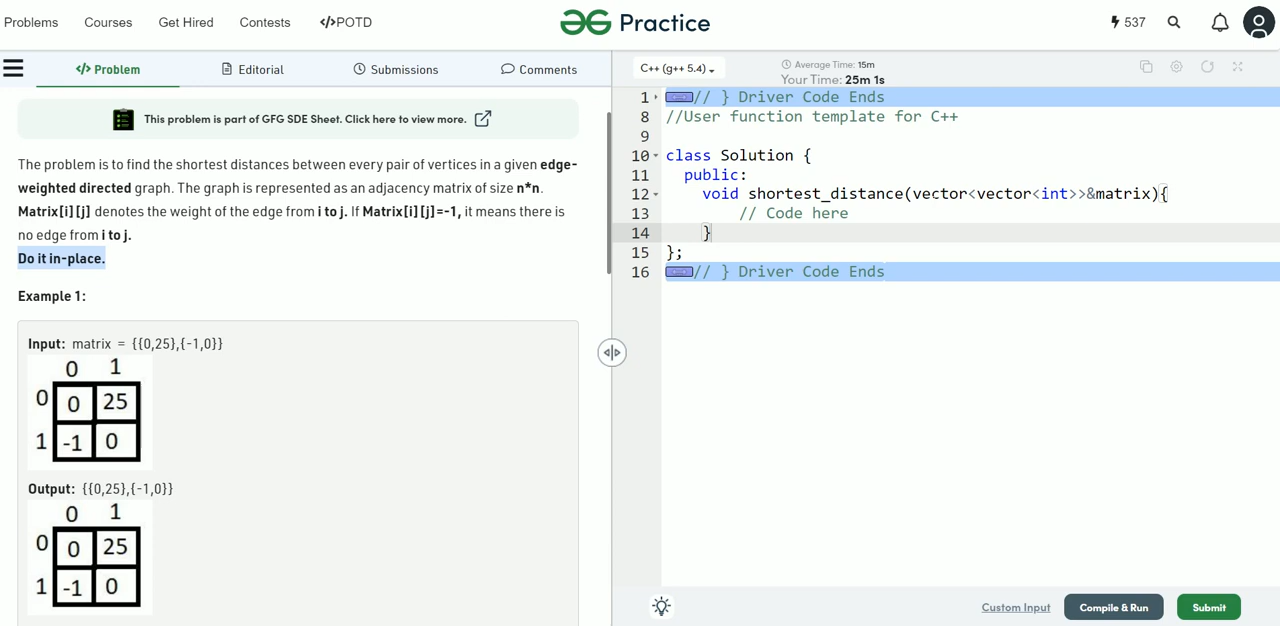 Problems Courses Get Hired Contests </>POTD
Practice
537
</> Problem Editorial Submissions Comments
This problem is part of GFG SDE Sheet. Click here to view more.
The problem is to find the shortest distances between every pair of vertices in a given edge-
weighted directed graph. The graph is represented as an adjacency matrix of size n*n.
Matrix[i][j] denotes the weight of the edge from i to j. If Matrix[i][j]=-1, it means there is
no edge from i to j.
Do it in-place.
Example 1:
Input: matrix = {{0,25},{-1,0}}
0 1
0 0 25
1 -1 0
Output: {{0,25},{-1,0}}
0 1
0 0 25
1 -1 0
C++ (g++ 5.4)
Average Time: 15m
Your Time: 25m 1s
1 // } Driver Code Ends
8 //User function template for C++
9
10 class Solution {
11 public:
12 void shortest_distance(vector<vector<int>>&matrix){
13 // Code here
14 }
15 };
16 // } Driver Code Ends
Custom Input Compile & Run Submit